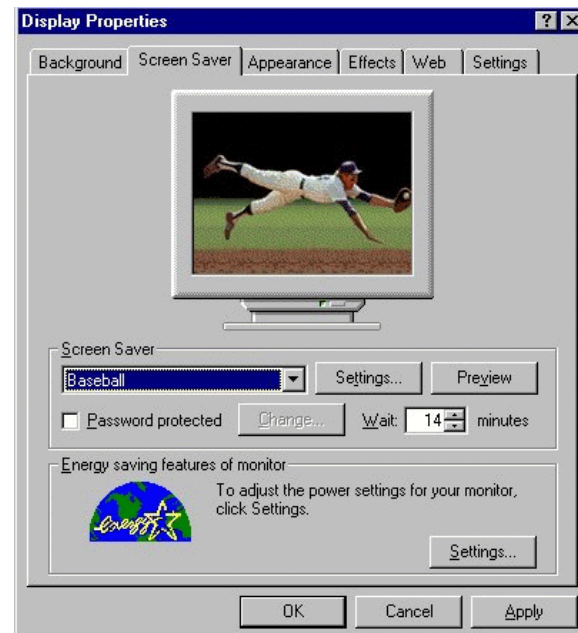 Display Properties
Background Screen Saver Appearance Effects Web Settings
Screen Saver
Baseball Settings... Preview
Password protected Change... Wait: 14 minutes
Energy saving features of monitor
To adjust the power settings for your monitor,
click Settings.
energy
Settings...
OK Cancel Apply